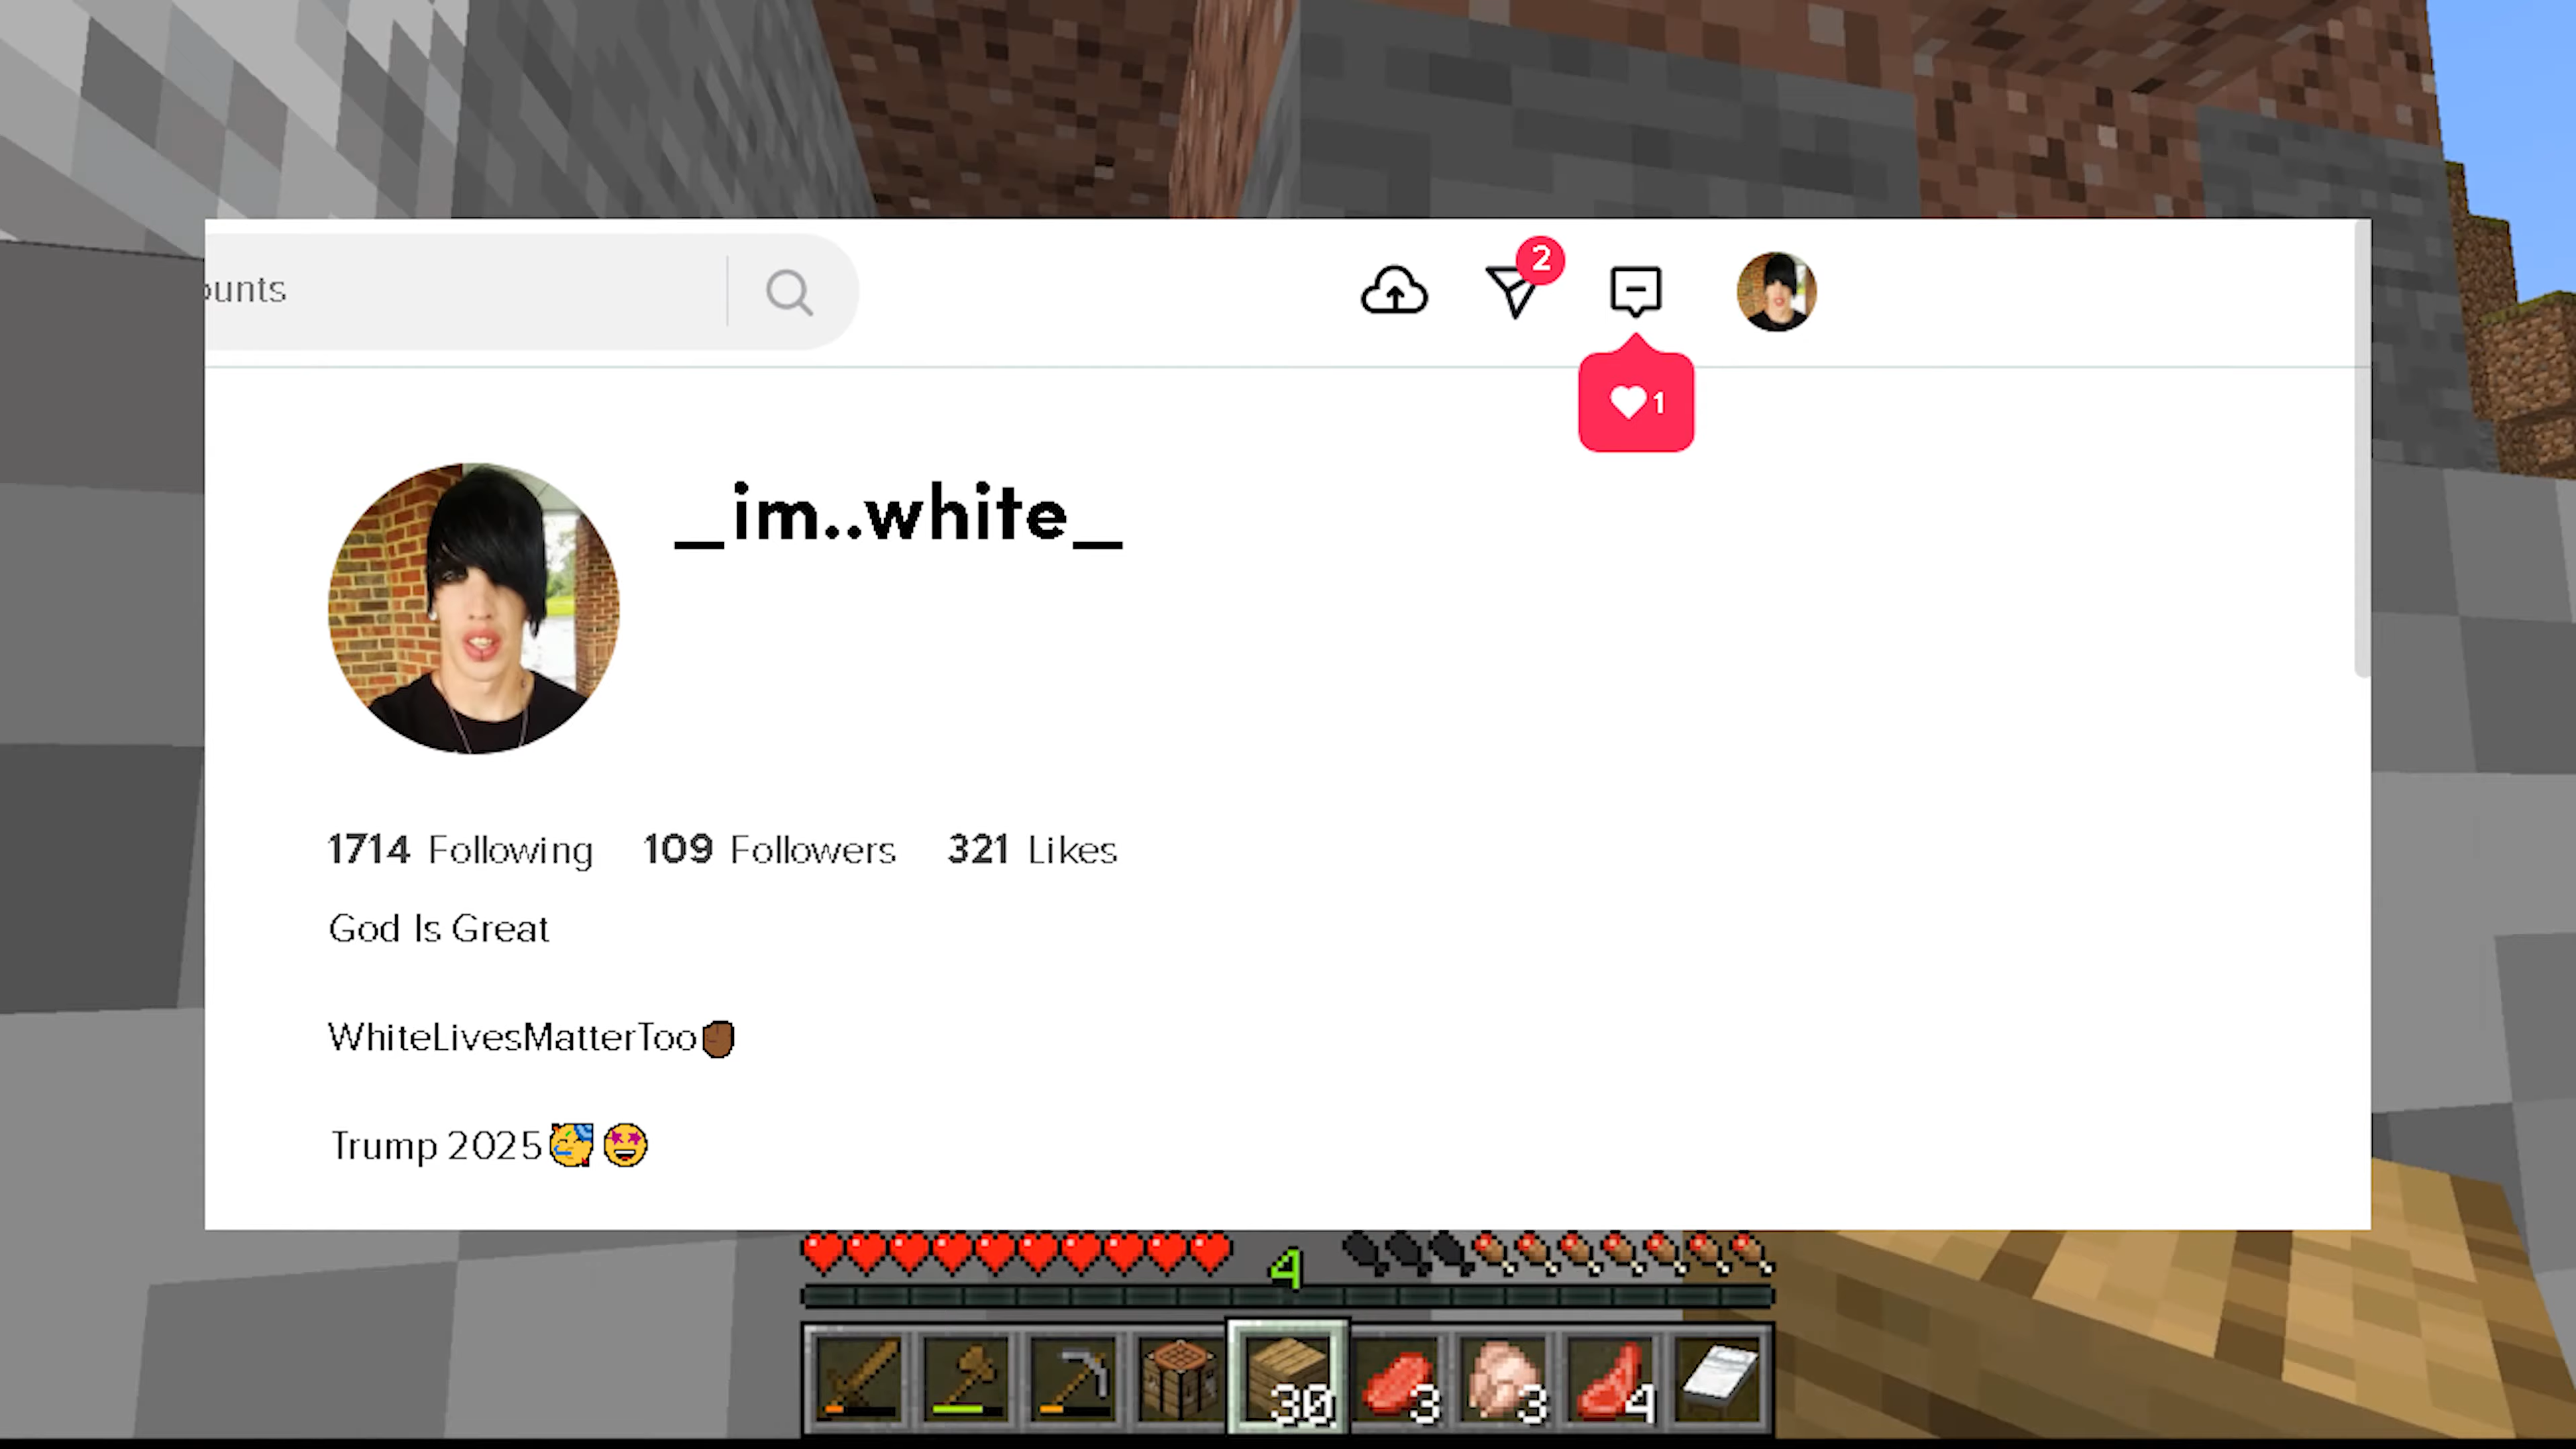 ounts
2
1
_im..white_
1714 Following 109 Followers 321 Likes
God Is Great
WhiteLivesMatterToo✊🏾
Trump 2025🥳🤩
4
30 3 3 4